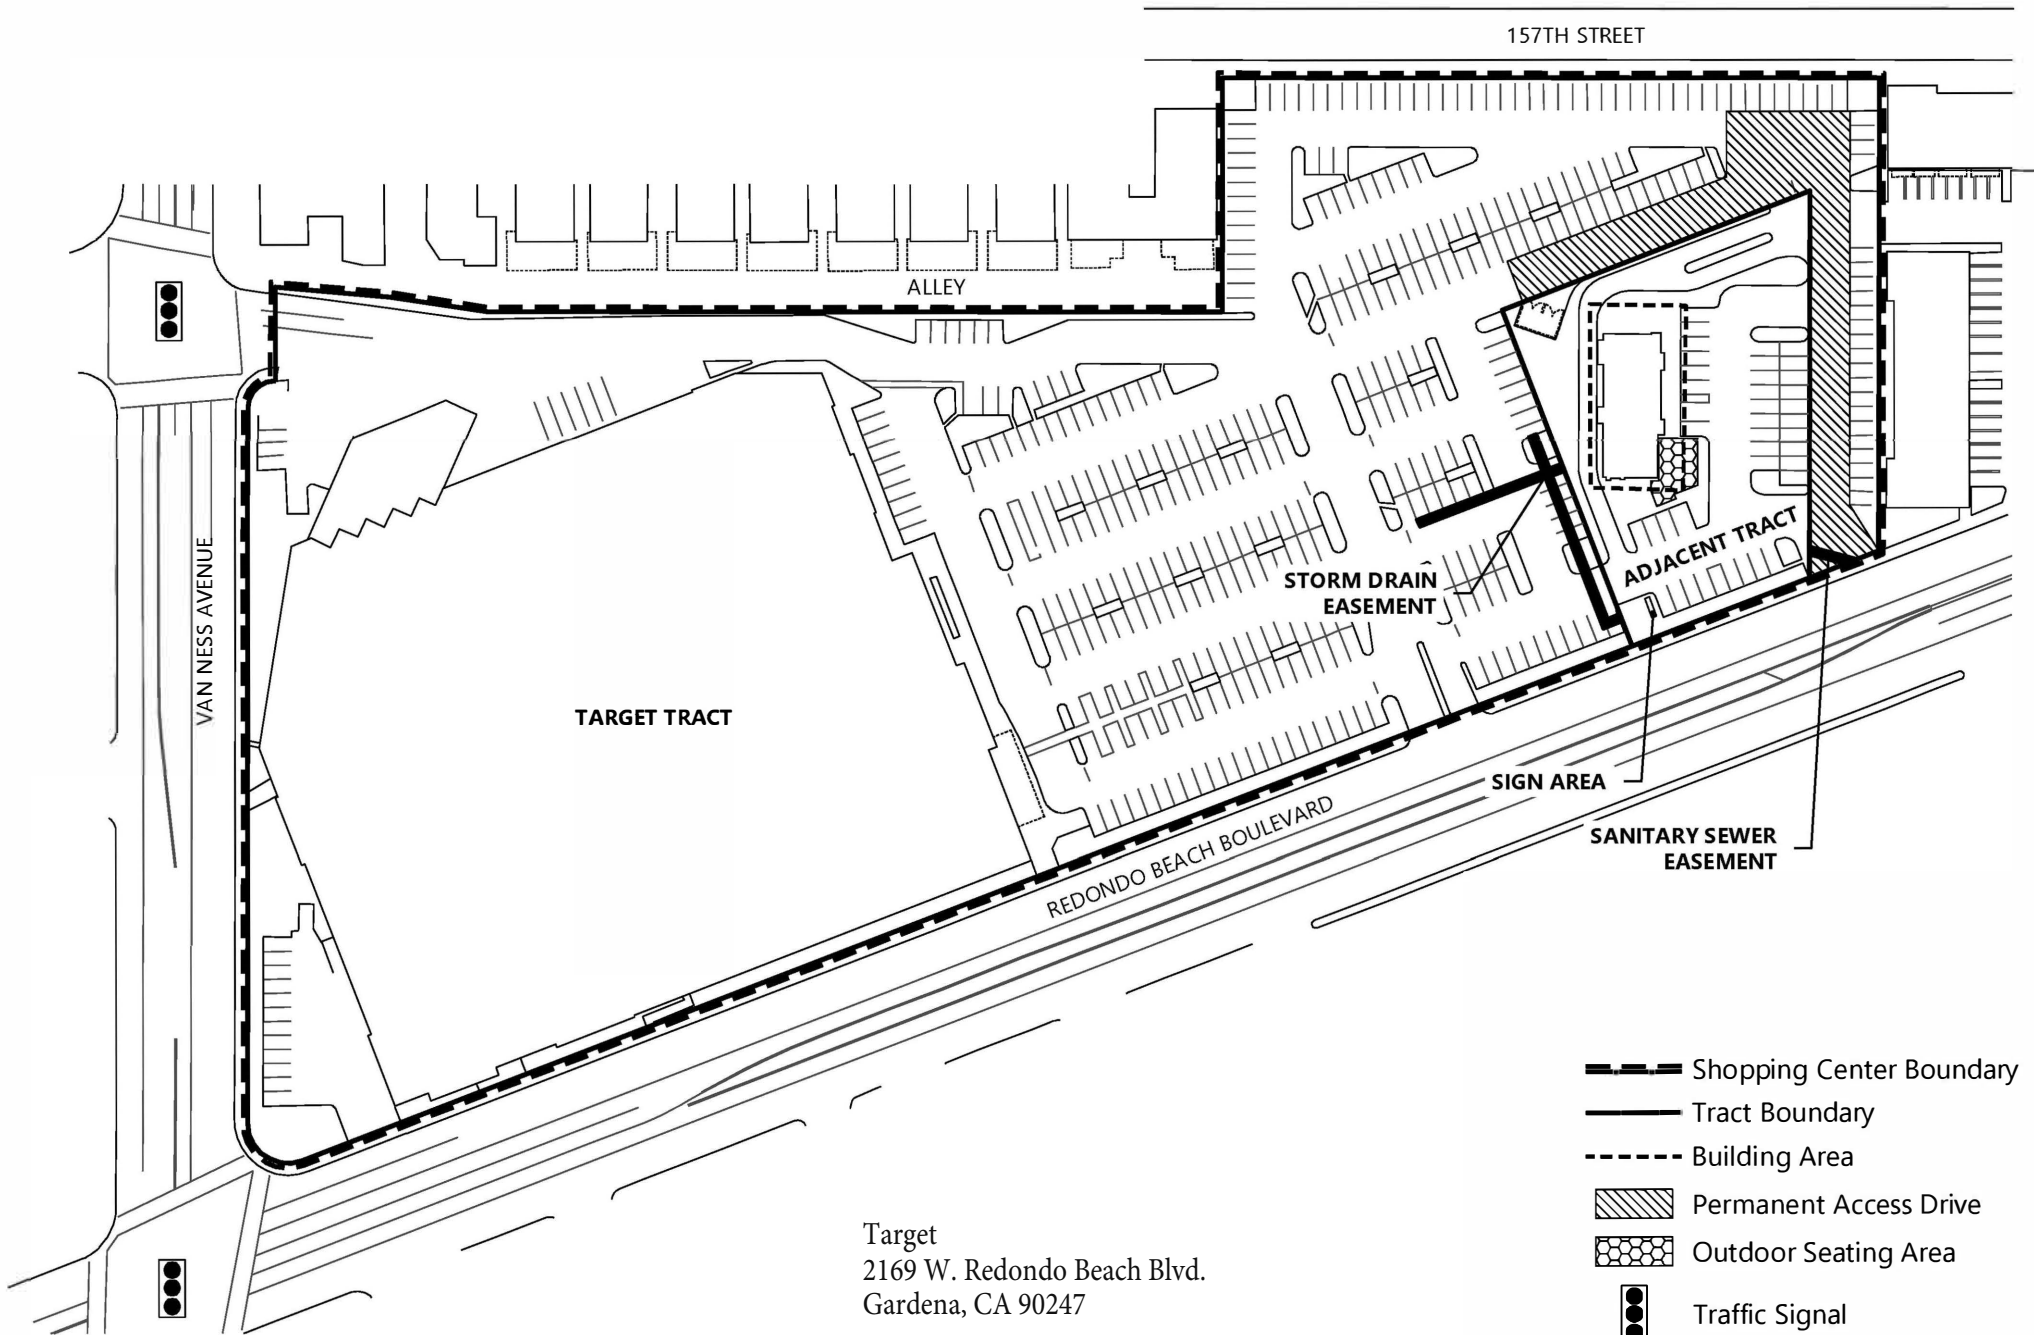 157TH STREET
ALLEY
VAN NESS AVENUE
STORM DRAIN
EASEMENT
ADJACENT TRACT
TARGET TRACT
SIGN AREA
REDONDO BEACH BOULEVARD
SANITARY SEWER
EASEMENT
Shopping Center Boundary
Tract Boundary
Building Area
Permanent Access Drive
Outdoor Seating Area
Traffic Signal
Target
2169 W. Redondo Beach Blvd.
Gardena, CA 90247